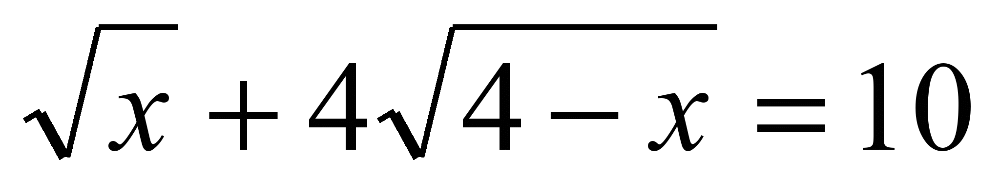 √x + 4√(4 − x) = 10